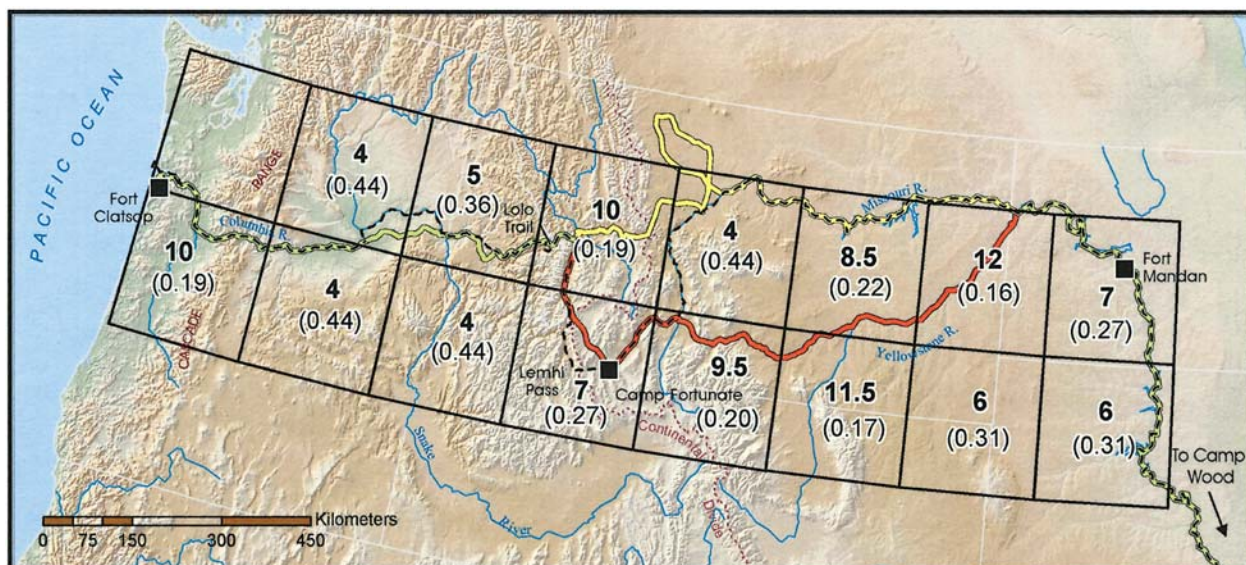 PACIFIC OCEAN
Fort
Clatsop
CASCADE
RANGE
Columbia R.
4
(0.44)
5
(0.36)
Lolo
Trail
10
(0.19)
4
(0.44)
8.5
(0.22)
Missouri R.
12
(0.16)
7
(0.27)
Fort
Mandan
10
(0.19)
4
(0.44)
4
(0.44)
Snake
River
Lemhi
Pass
7
(0.27)
Camp Fortunate
9.5
(0.20)
Continental
Divide
11.5
(0.17)
Yellowstone R.
6
(0.31)
6
(0.31)
To Camp
Wood
Kilometers
0 75 150 300 450